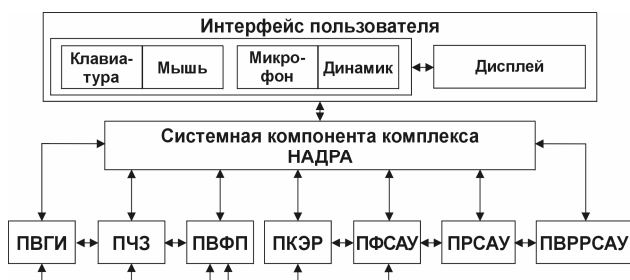 Интерфейс пользователя
Клавиа-
тура
Мышь
Микро-
фон
Динамик
Дисплей
Системная компонента комплекса
НАДРА
ПВГИ
ПЧЗ
ПВФП
ПКЭР
ПФСАУ
ПРСАУ
ПВРРСАУ